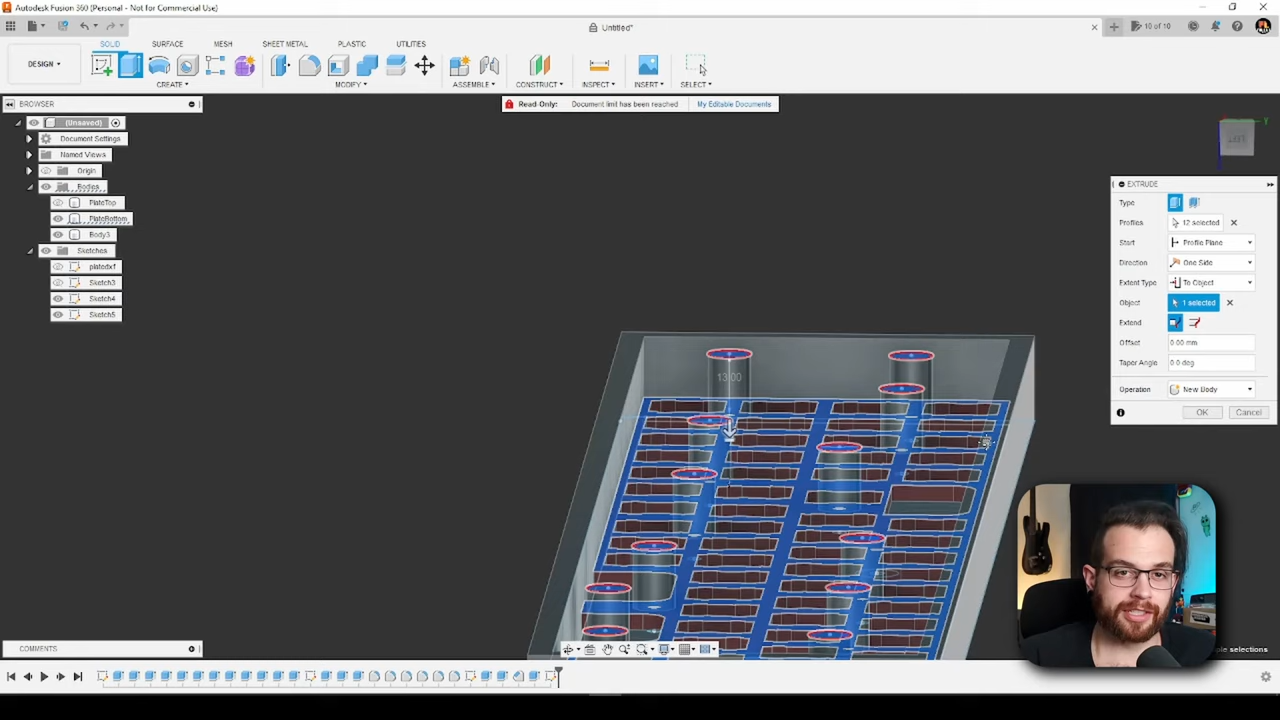 Autodesk Fusion 360 (Personal - Not for Commercial Use)
Untitled*
10 of 10
SOLID SURFACE MESH SHEET METAL PLASTIC UTILITIES
DESIGN
CREATE MODIFY ASSEMBLE CONSTRUCT INSPECT INSERT SELECT
BROWSER
Read-Only: Document limit has been reached My Editable Documents
(Unsaved)
Document Settings
Named Views
Origin
Bodies
PlateTop
PlateBottom
Body3
Sketches
platedxf
Sketch3
Sketch4
Sketch5
LEFT
Y
EXTRUDE
Type
Profiles 12 selected
Start Profile Plane
Direction One Side
Extent Type To Object
Object 1 selected
Extend
Offset 0.00 mm
Taper Angle 0.0 deg
Operation New Body
OK Cancel
13.00
COMMENTS
selections